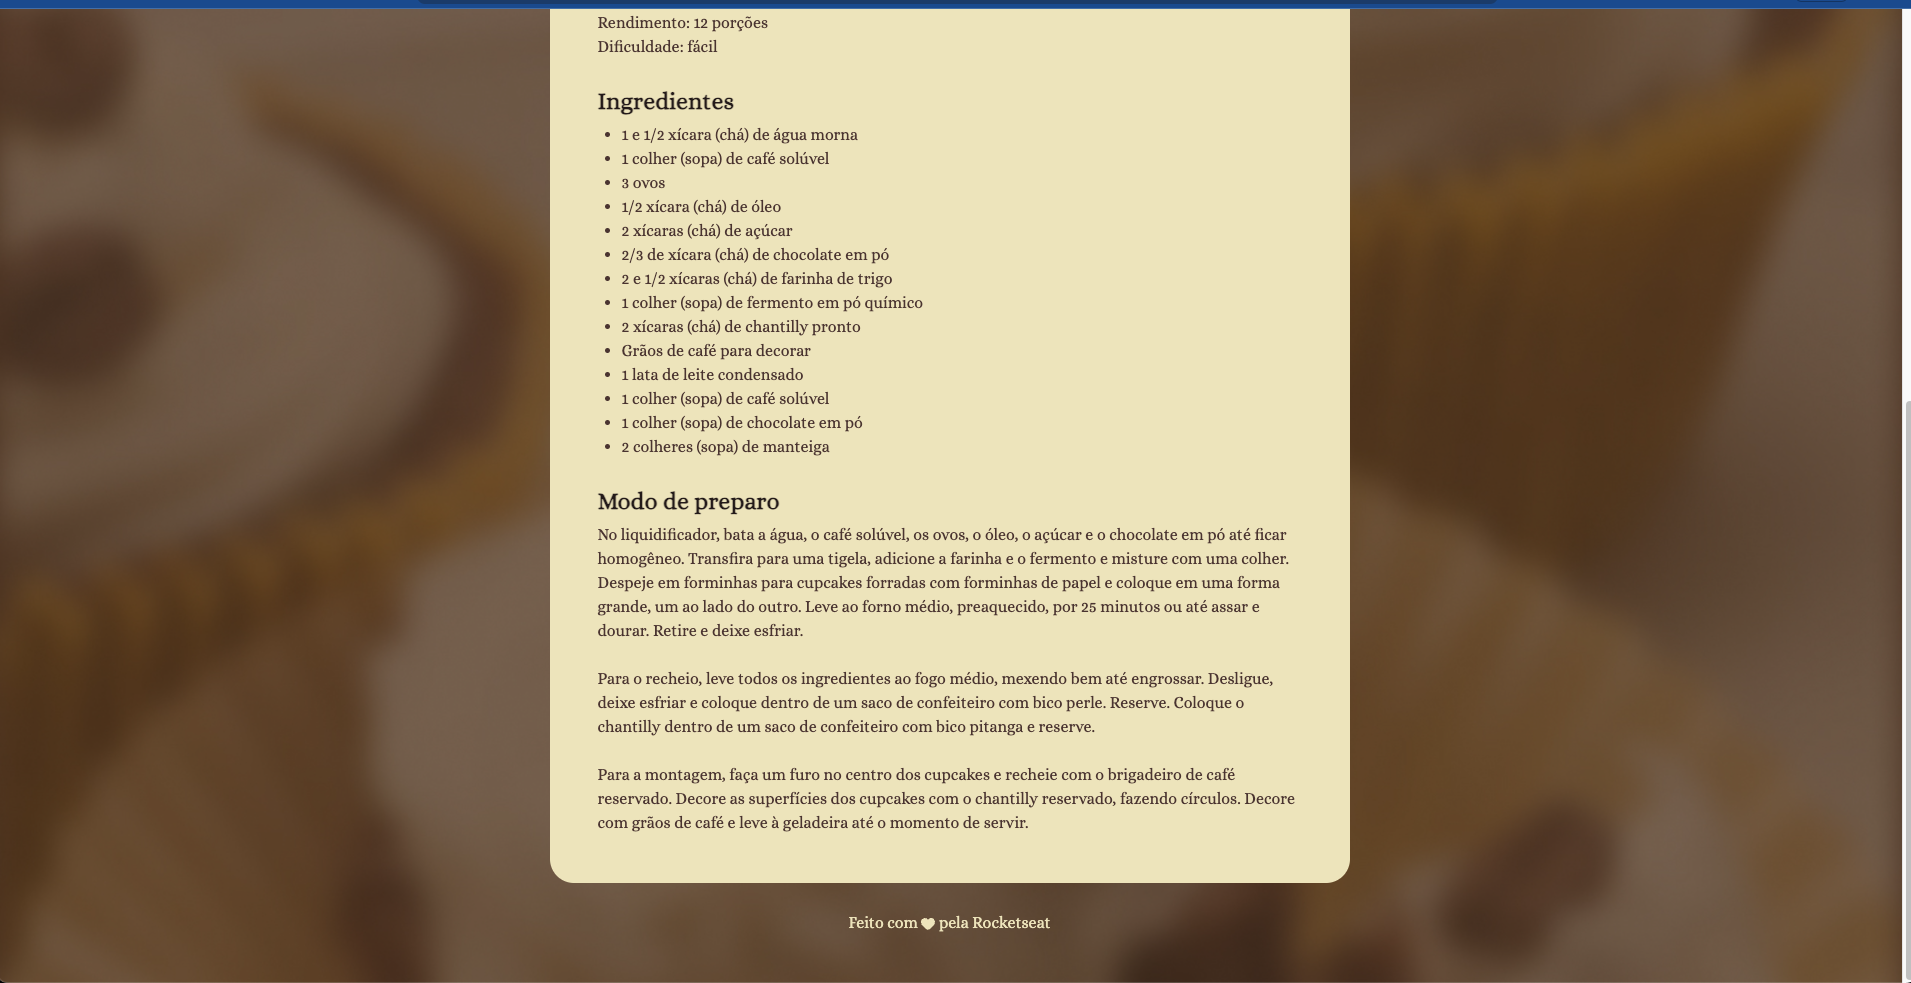 Rendimento: 12 porções
Dificuldade: fácil
Ingredientes
• 1 e 1/2 xícara (chá) de água morna
• 1 colher (sopa) de café solúvel
• 3 ovos
• 1/2 xícara (chá) de óleo
• 2 xícaras (chá) de açúcar
• 2/3 de xícara (chá) de chocolate em pó
• 2 e 1/2 xícaras (chá) de farinha de trigo
• 1 colher (sopa) de fermento em pó químico
• 2 xícaras (chá) de chantilly pronto
• Grãos de café para decorar
• 1 lata de leite condensado
• 1 colher (sopa) de café solúvel
• 1 colher (sopa) de chocolate em pó
• 2 colheres (sopa) de manteiga
Modo de preparo
No liquidificador, bata a água, o café solúvel, os ovos, o óleo, o açúcar e o chocolate em pó até ficar
homogêneo. Transfira para uma tigela, adicione a farinha e o fermento e misture com uma colher.
Despeje em forminhas para cupcakes forradas com forminhas de papel e coloque em uma forma
grande, um ao lado do outro. Leve ao forno médio, preaquecido, por 25 minutos ou até assar e
dourar. Retire e deixe esfriar.
Para o recheio, leve todos os ingredientes ao fogo médio, mexendo bem até engrossar. Desligue,
deixe esfriar e coloque dentro de um saco de confeiteiro com bico perle. Reserve. Coloque o
chantilly dentro de um saco de confeiteiro com bico pitanga e reserve.
Para a montagem, faça um furo no centro dos cupcakes e recheie com o brigadeiro de café
reservado. Decore as superfícies dos cupcakes com o chantilly reservado, fazendo círculos. Decore
com grãos de café e leve à geladeira até o momento de servir.
Feito com pela Rocketseat